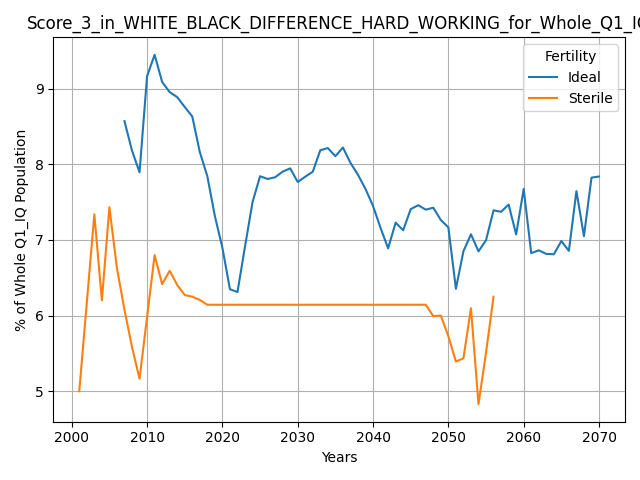 Score_3_in_WHITE_BLACK_DIFFERENCE_HARD_WORKING_for_Whole_Q1_IQ
Fertility
Ideal
Sterile
% of Whole Q1_IQ Population
9
8
7
6
5
2000 2010 2020 2030 2040 2050 2060 2070
Years